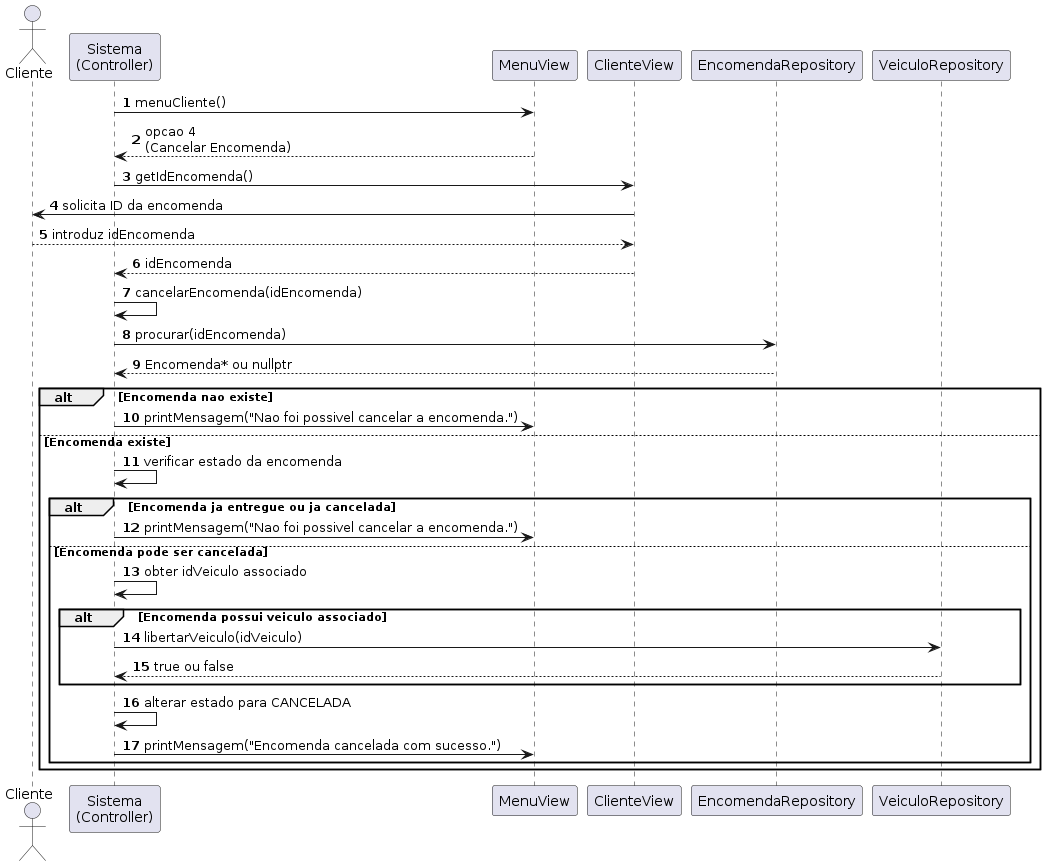 Cliente
Sistema
(Controller)
MenuView
ClienteView
EncomendaRepository
VeiculoRepository
1 menuCliente()
2 opcao 4
(Cancelar Encomenda)
3 getIdEncomenda()
4 solicita ID da encomenda
5 introduz idEncomenda
6 idEncomenda
7 cancelarEncomenda(idEncomenda)
8 procurar(idEncomenda)
9 Encomenda* ou nullptr
alt [Encomenda nao existe]
10 printMensagem("Nao foi possivel cancelar a encomenda.")
[Encomenda existe]
11 verificar estado da encomenda
alt [Encomenda ja entregue ou ja cancelada]
12 printMensagem("Nao foi possivel cancelar a encomenda.")
[Encomenda pode ser cancelada]
13 obter idVeiculo associado
alt [Encomenda possui veiculo associado]
14 libertarVeiculo(idVeiculo)
15 true ou false
16 alterar estado para CANCELADA
17 printMensagem("Encomenda cancelada com sucesso.")
Cliente
Sistema
(Controller)
MenuView
ClienteView
EncomendaRepository
VeiculoRepository